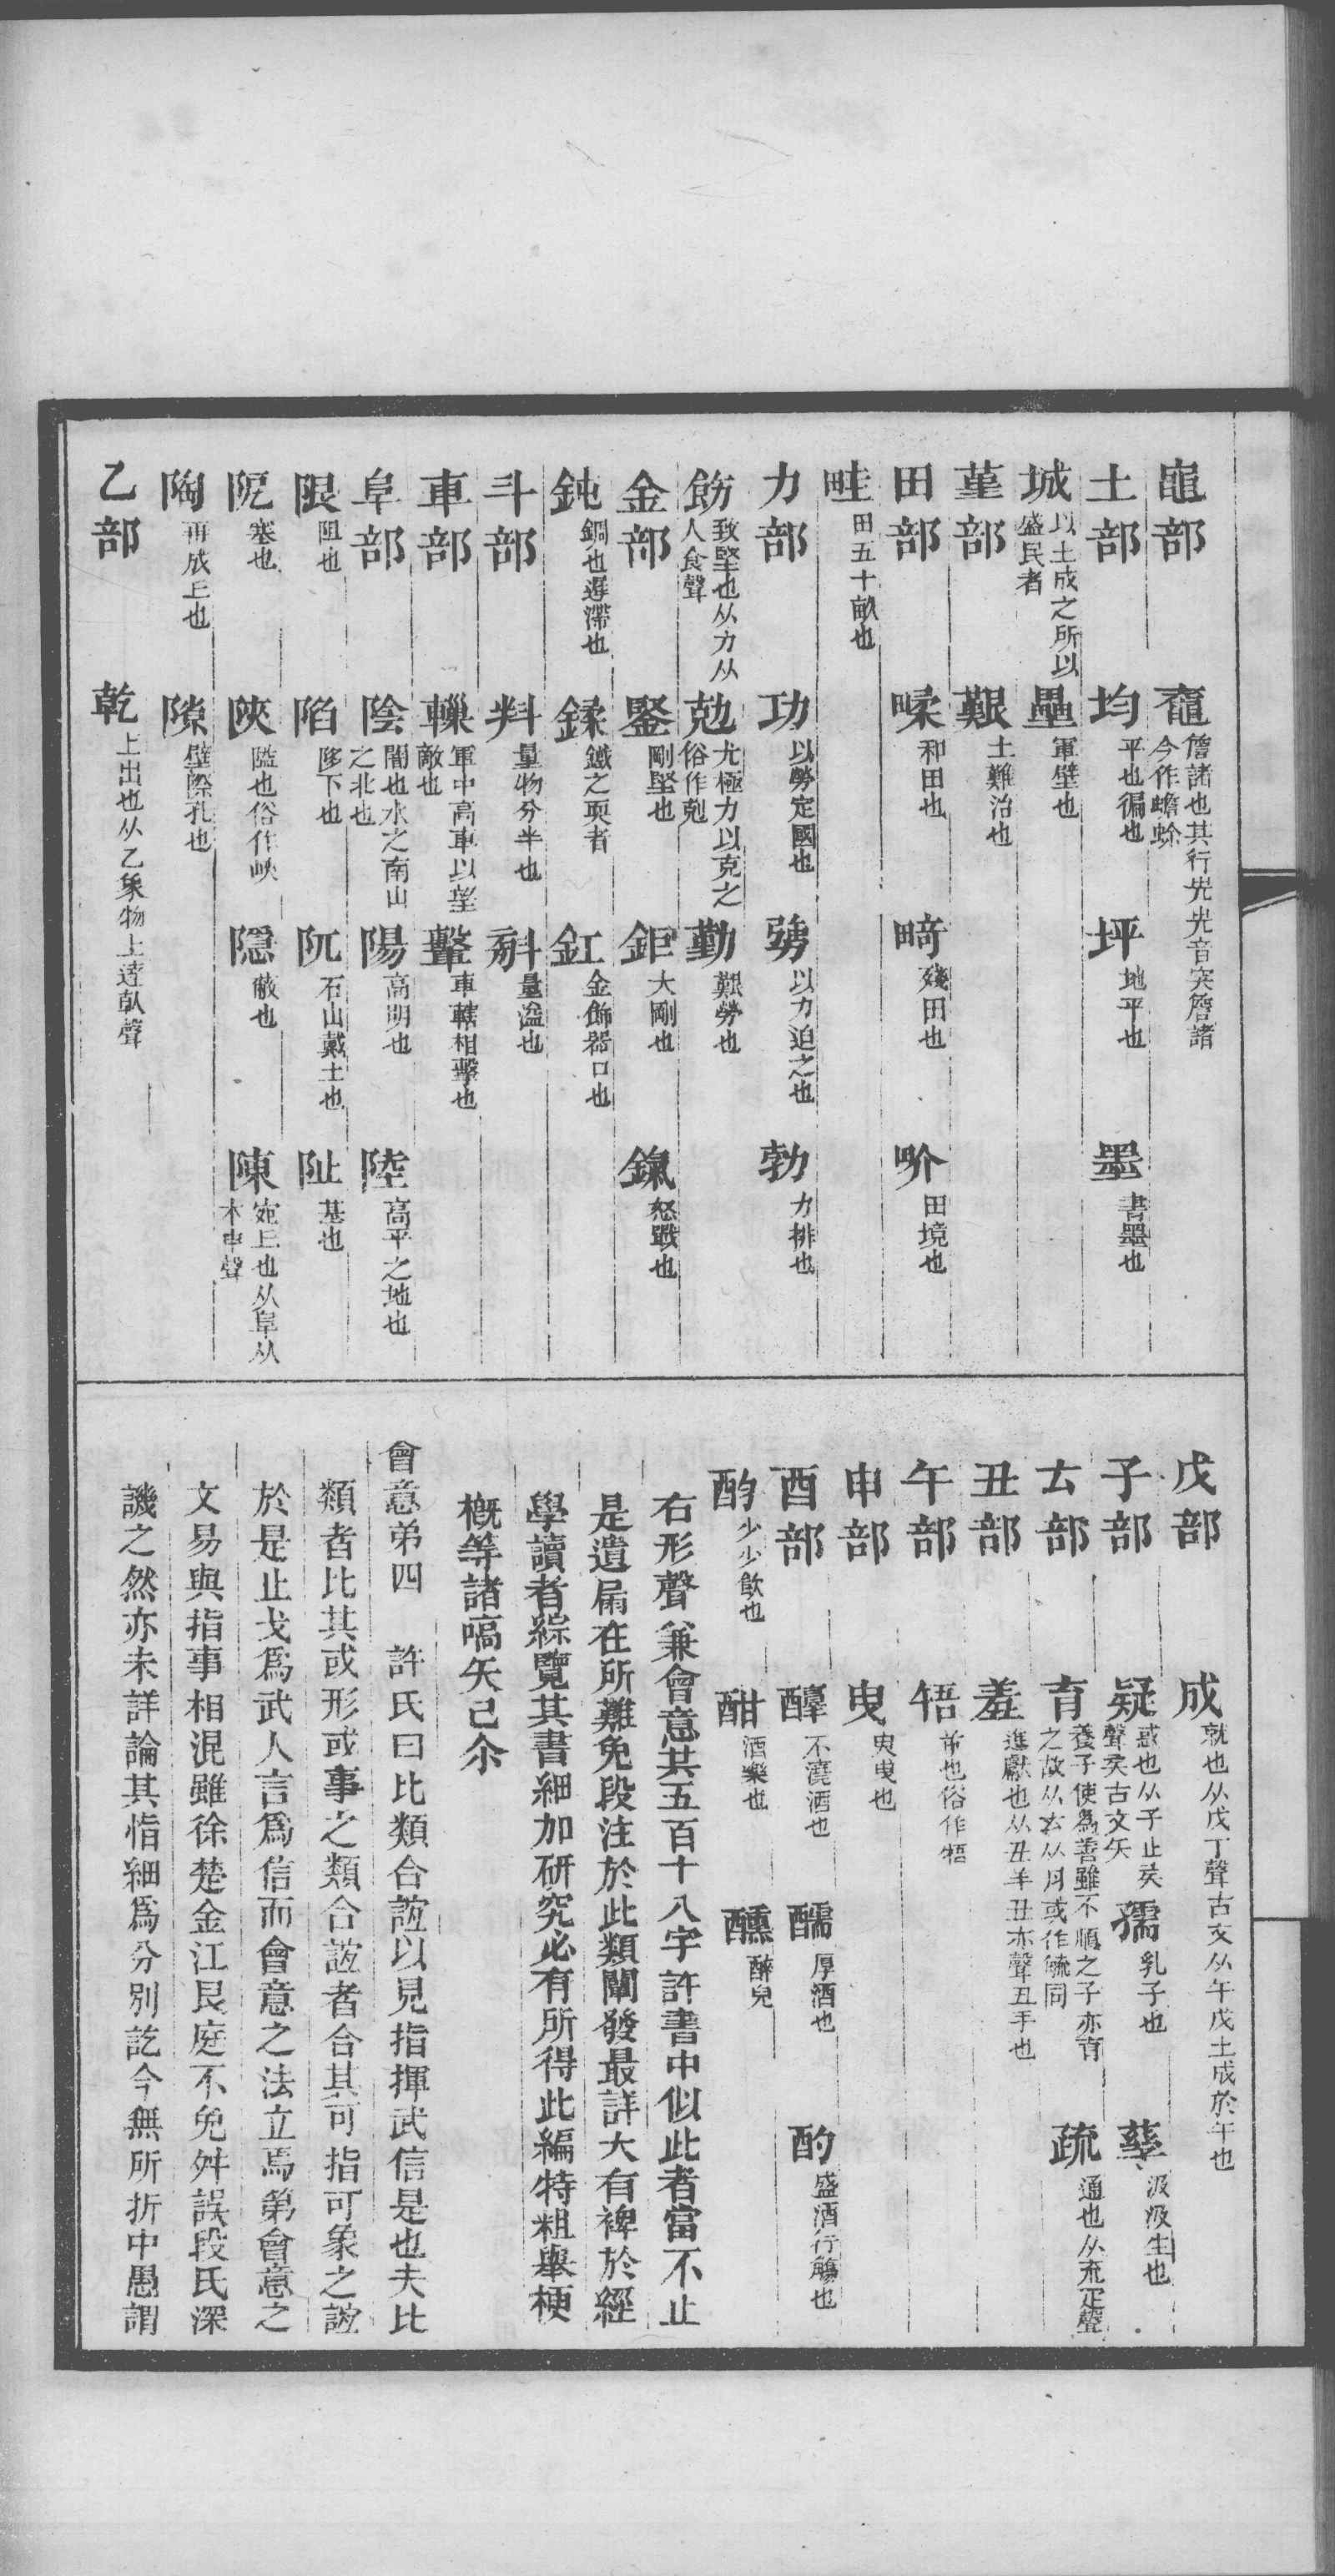 黽部　鼀詹諸也其行𡴆𡴆音突詹諸今作蟾蜍
土部　均平也徧也　坪地平也　墨書墨也
城以土成之所以盛民者　壘軍壁也
堇部　艱土難治也
田部　𤲸和田也　畸殘田也　畍田境也
畦田五十畝也
力部　功以勞定國也　勥以力迫之也　勃力排也
飭致堅也从力从人食聲　勀尤極力以克之俗作剋　勤艱勞也
金部　鋻剛堅也　鉅大剛也　鎎怒戰也
鈍錭也遲滯也　鍒鐵之耎者　釭金飾器口也
斗部　料量物分半也　斛量溢也
車部　轈軍中高車以望敵也　轚車轄相擊也
阜部　陰闇也水之南山之北也　陽高明也　陸高平之地也
限阻也　陷陊下也　阮石山戴土也　阯基也
阸塞也　陜隘也俗作峽　隱蔽也　陳宛丘也从阜从木申聲
陶再成丘也　隙壁際孔也
乙部　乾上出也从乙象物上達倝聲
戊部　成就也从戊丁聲古文从午戊土成於午也
子部　疑惑也从子止矣聲矣古文矢　孺乳子也　孳汲汲生也
𠫓部　育養子使為善雖不順之子亦育之故从𠫓从月或作毓同　疏通也从㐬疋聲
丑部　羞進獻也从丑羊丑亦聲丑手也
午部　啎啎也俗作牾
申部　曳臾曳也
酉部　醇不澆酒也　醹厚酒也　酌盛酒行觴也
酌少少飲也　酣酒樂也　醺醉皃
右形聲兼會意共五百十八字許書中似此者當不止
是遺屚在所難免段注於此類闡發最詳大有裨於經
學讀者綜覽其書細加硏究必有所得此編特粗舉梗
概等諸嚆矢已尒
會意弟四　許氏曰比類合誼以見指撝武信是也夫比
類者比其或形或事之類合誼者合其可指可象之誼
於是止戈爲武人言爲信而會意之法立焉第會意之
文易與指事相混雖徐楚金江艮庭不免舛誤段氏深
譏之然亦未詳論其恉細爲分別訖今無所折中愚謂